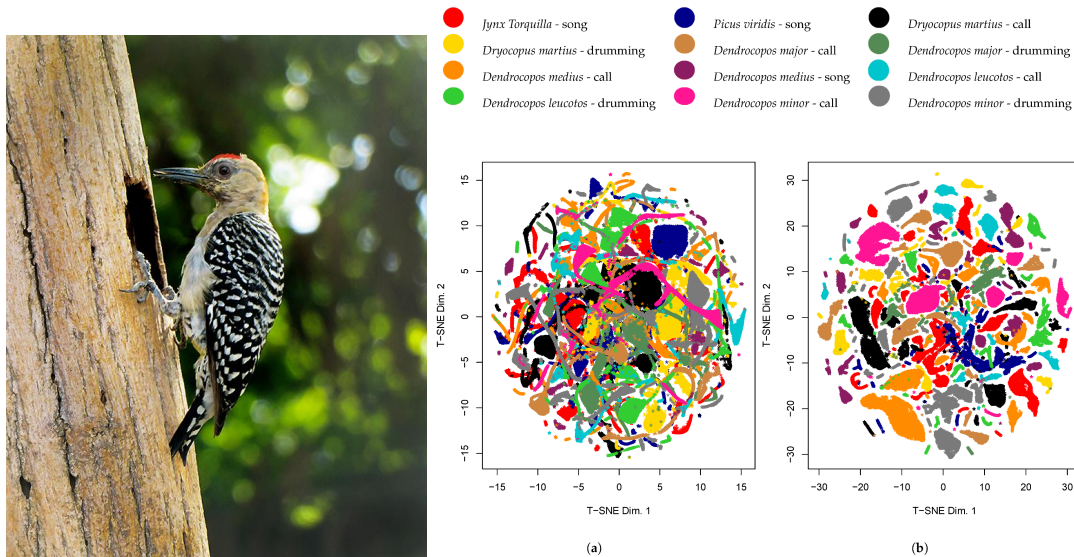 Jynx Torquilla - song Picus viridis - song Dryocopus martius - call
Dryocopus martius - drumming Dendrocopos major - call Dendrocopos major - drumming
Dendrocopos medius - call Dendrocopos medius - song Dendrocopos leucotos - call
Dendrocopos leucotos - drumming Dendrocopos minor - call Dendrocopos minor - drumming
T-SNE Dim. 2
15
10
5
0
−5
−10
−15
−15 −10 −5 0 5 10 15
T-SNE Dim. 1
(a)
T-SNE Dim. 2
30
20
10
0
−10
−20
−30
−30 −20 −10 0 10 20 30
T-SNE Dim. 1
(b)